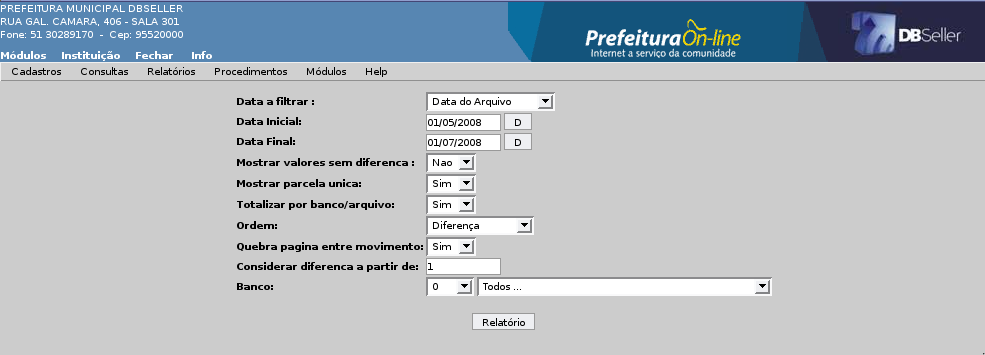 PREFEITURA MUNICIPAL DBSELLER
RUA GAL. CAMARA, 406 - SALA 301
Fone: 51 30289170 - Cep: 95520000
Prefeitura On-line
Internet a serviço da comunidade
DBSeller
Módulos Instituição Fechar Info
Cadastros Consultas Relatórios Procedimentos Módulos Help
Data a filtrar : Data do Arquivo
Data Inicial: 01/05/2008 D
Data Final: 01/07/2008 D
Mostrar valores sem diferenca : Nao
Mostrar parcela unica: Sim
Totalizar por banco/arquivo: Sim
Ordem: Diferença
Quebra pagina entre movimento: Sim
Considerar diferenca a partir de: 1
Banco: 0 Todos ...
Relatório